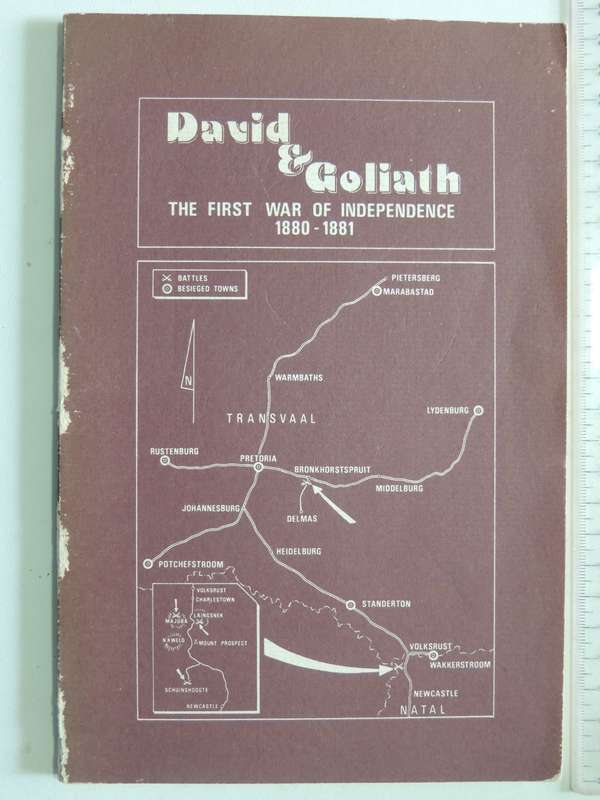 David
& Goliath
THE FIRST WAR OF INDEPENDENCE
1880-1881
BATTLES
BESIEGED TOWNS
PIETERSBERG
MARABASTAD
N
WARMBATHS
TRANSVAAL
LYDENBURG
RUSTENBURG
PRETORIA
BRONKHORSTSPRUIT
MIDDELBURG
JOHANNESBURG
DELMAS
HEIDELBURG
POTCHEFSTROOM
STANDERTON
VOLKSRUST
CHARLESTOWN
MAJUBA
LAINGSNEK
NKWELO
MOUNT PROSPECT
SCHUINSHOOGTE
NEWCASTLE
VOLKSRUST
WAKKERSTROOM
NEWCASTLE
NATAL